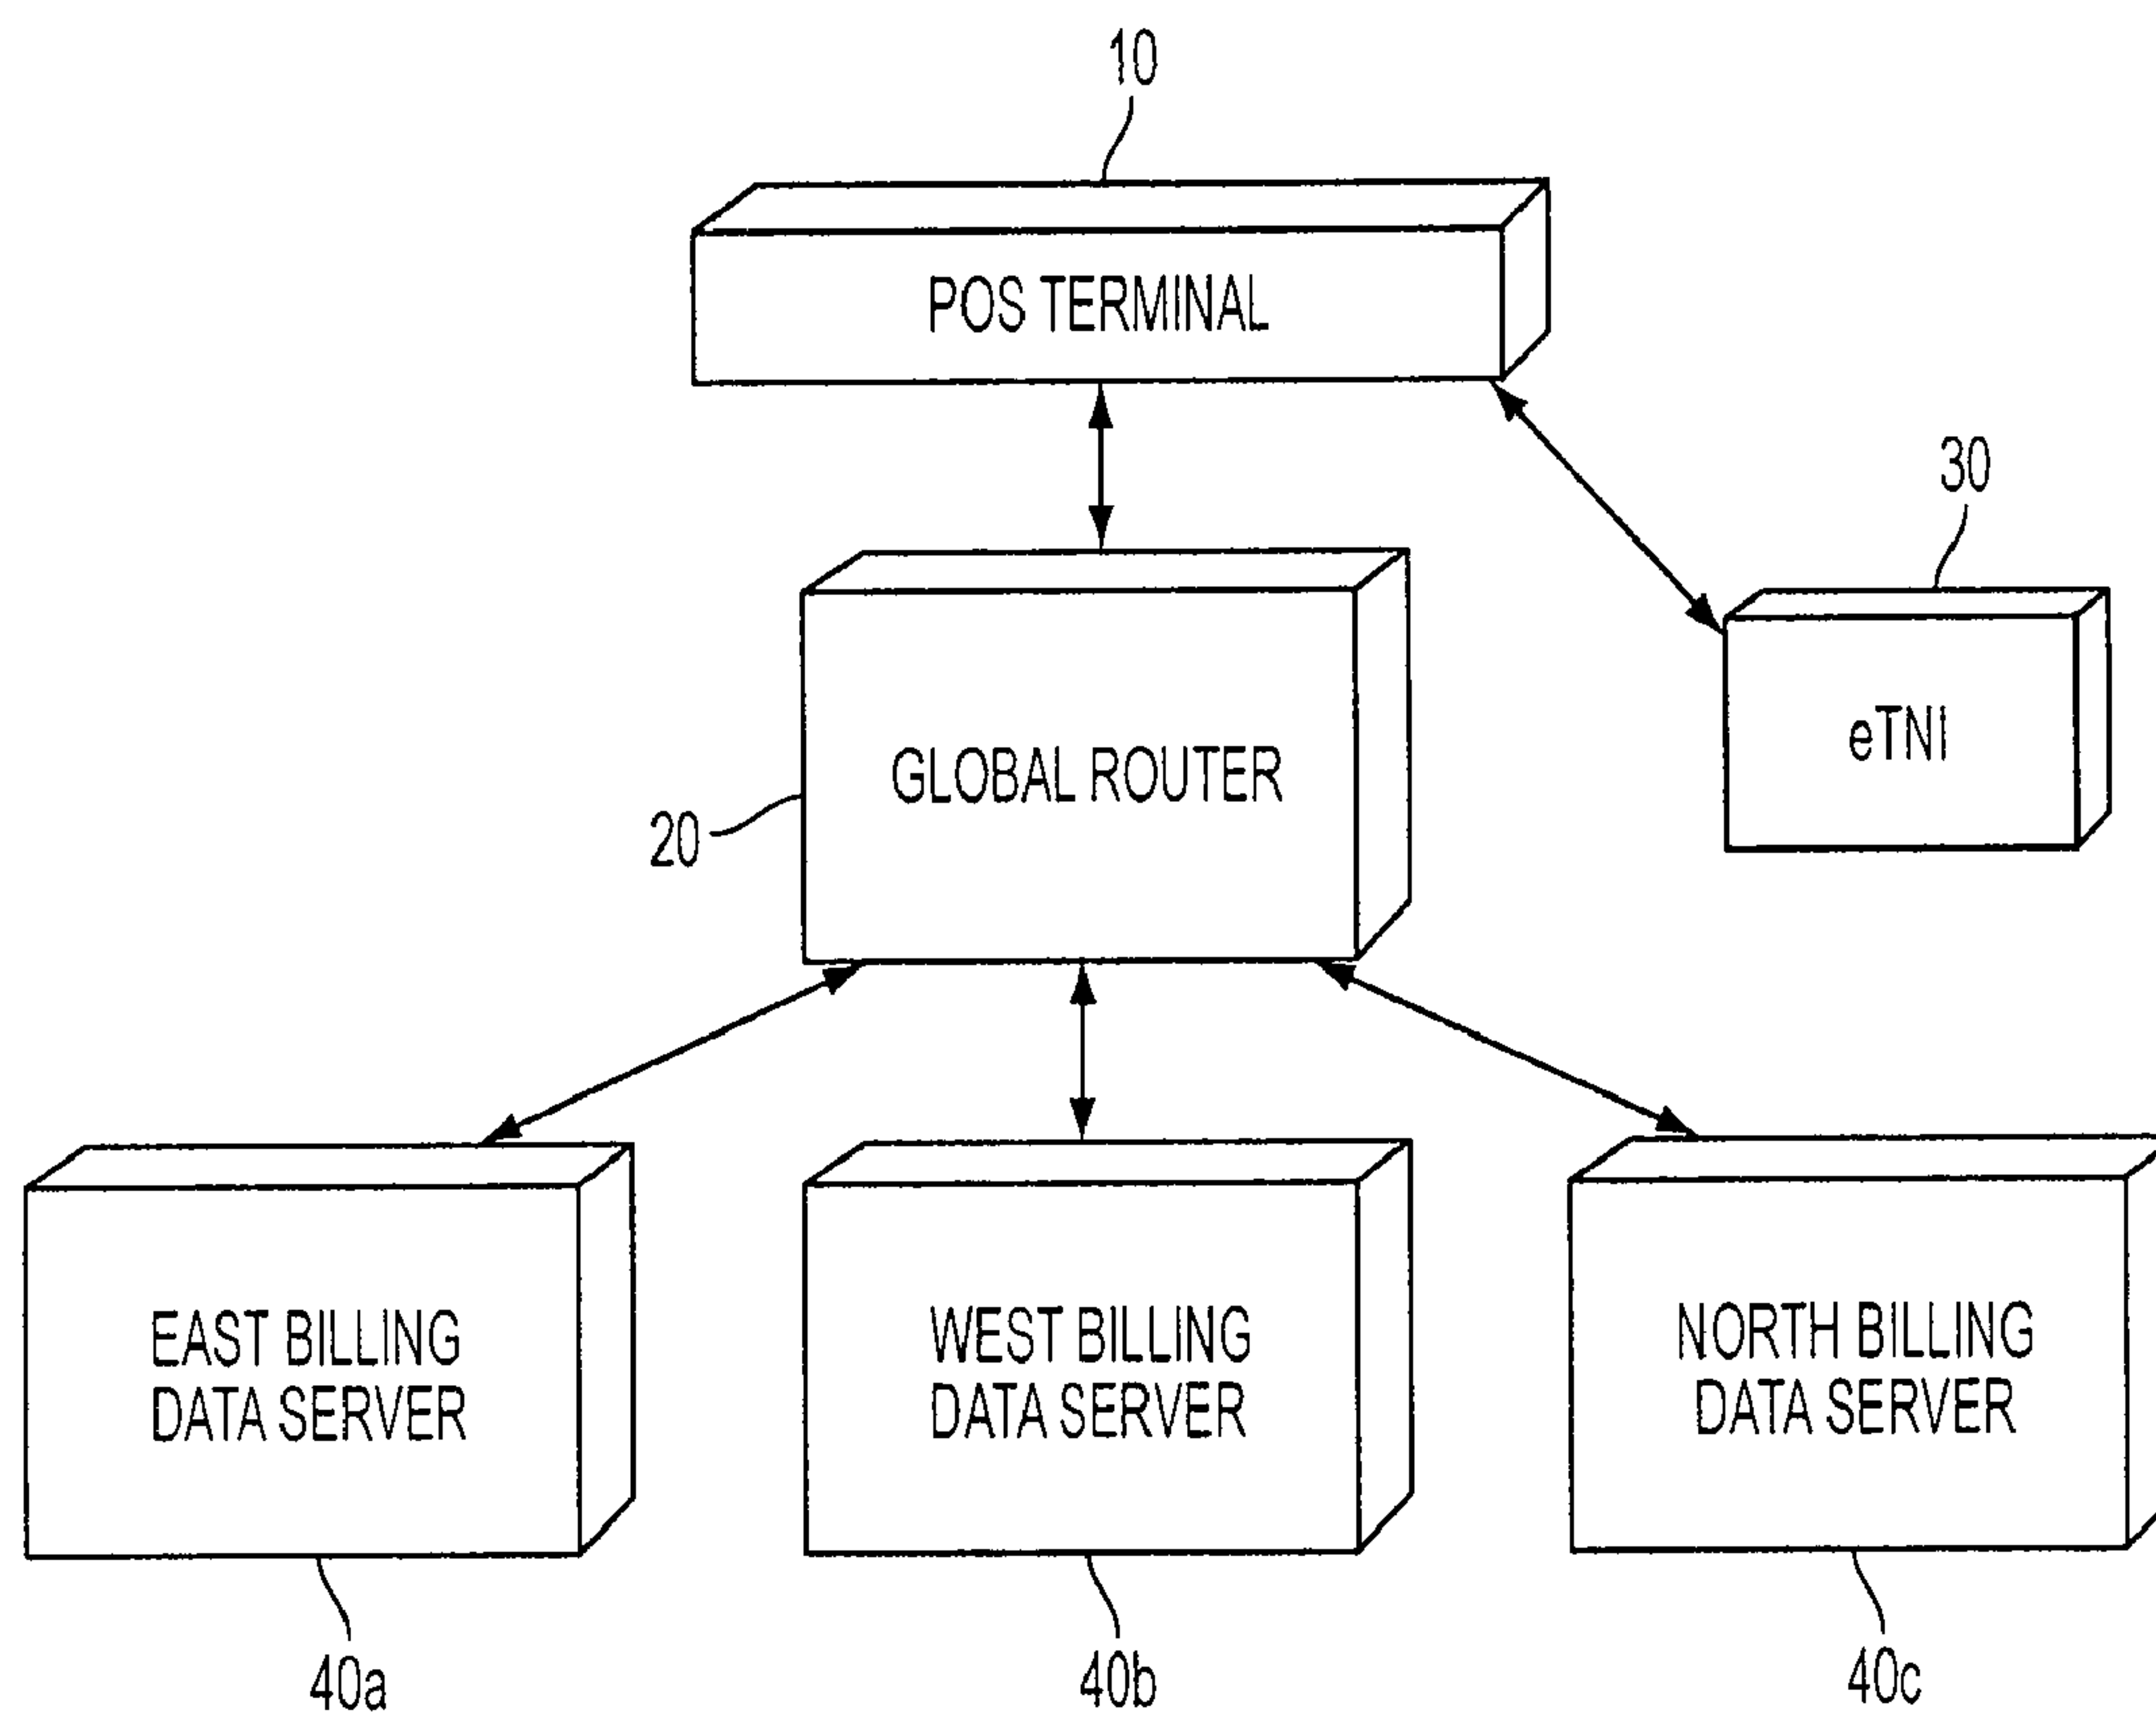 10
POS TERMINAL
30
GLOBAL ROUTER
eTNI
20
EAST BILLING
DATA SERVER
WEST BILLING
DATA SERVER
NORTH BILLING
DATA SERVER
40a
40b
40c